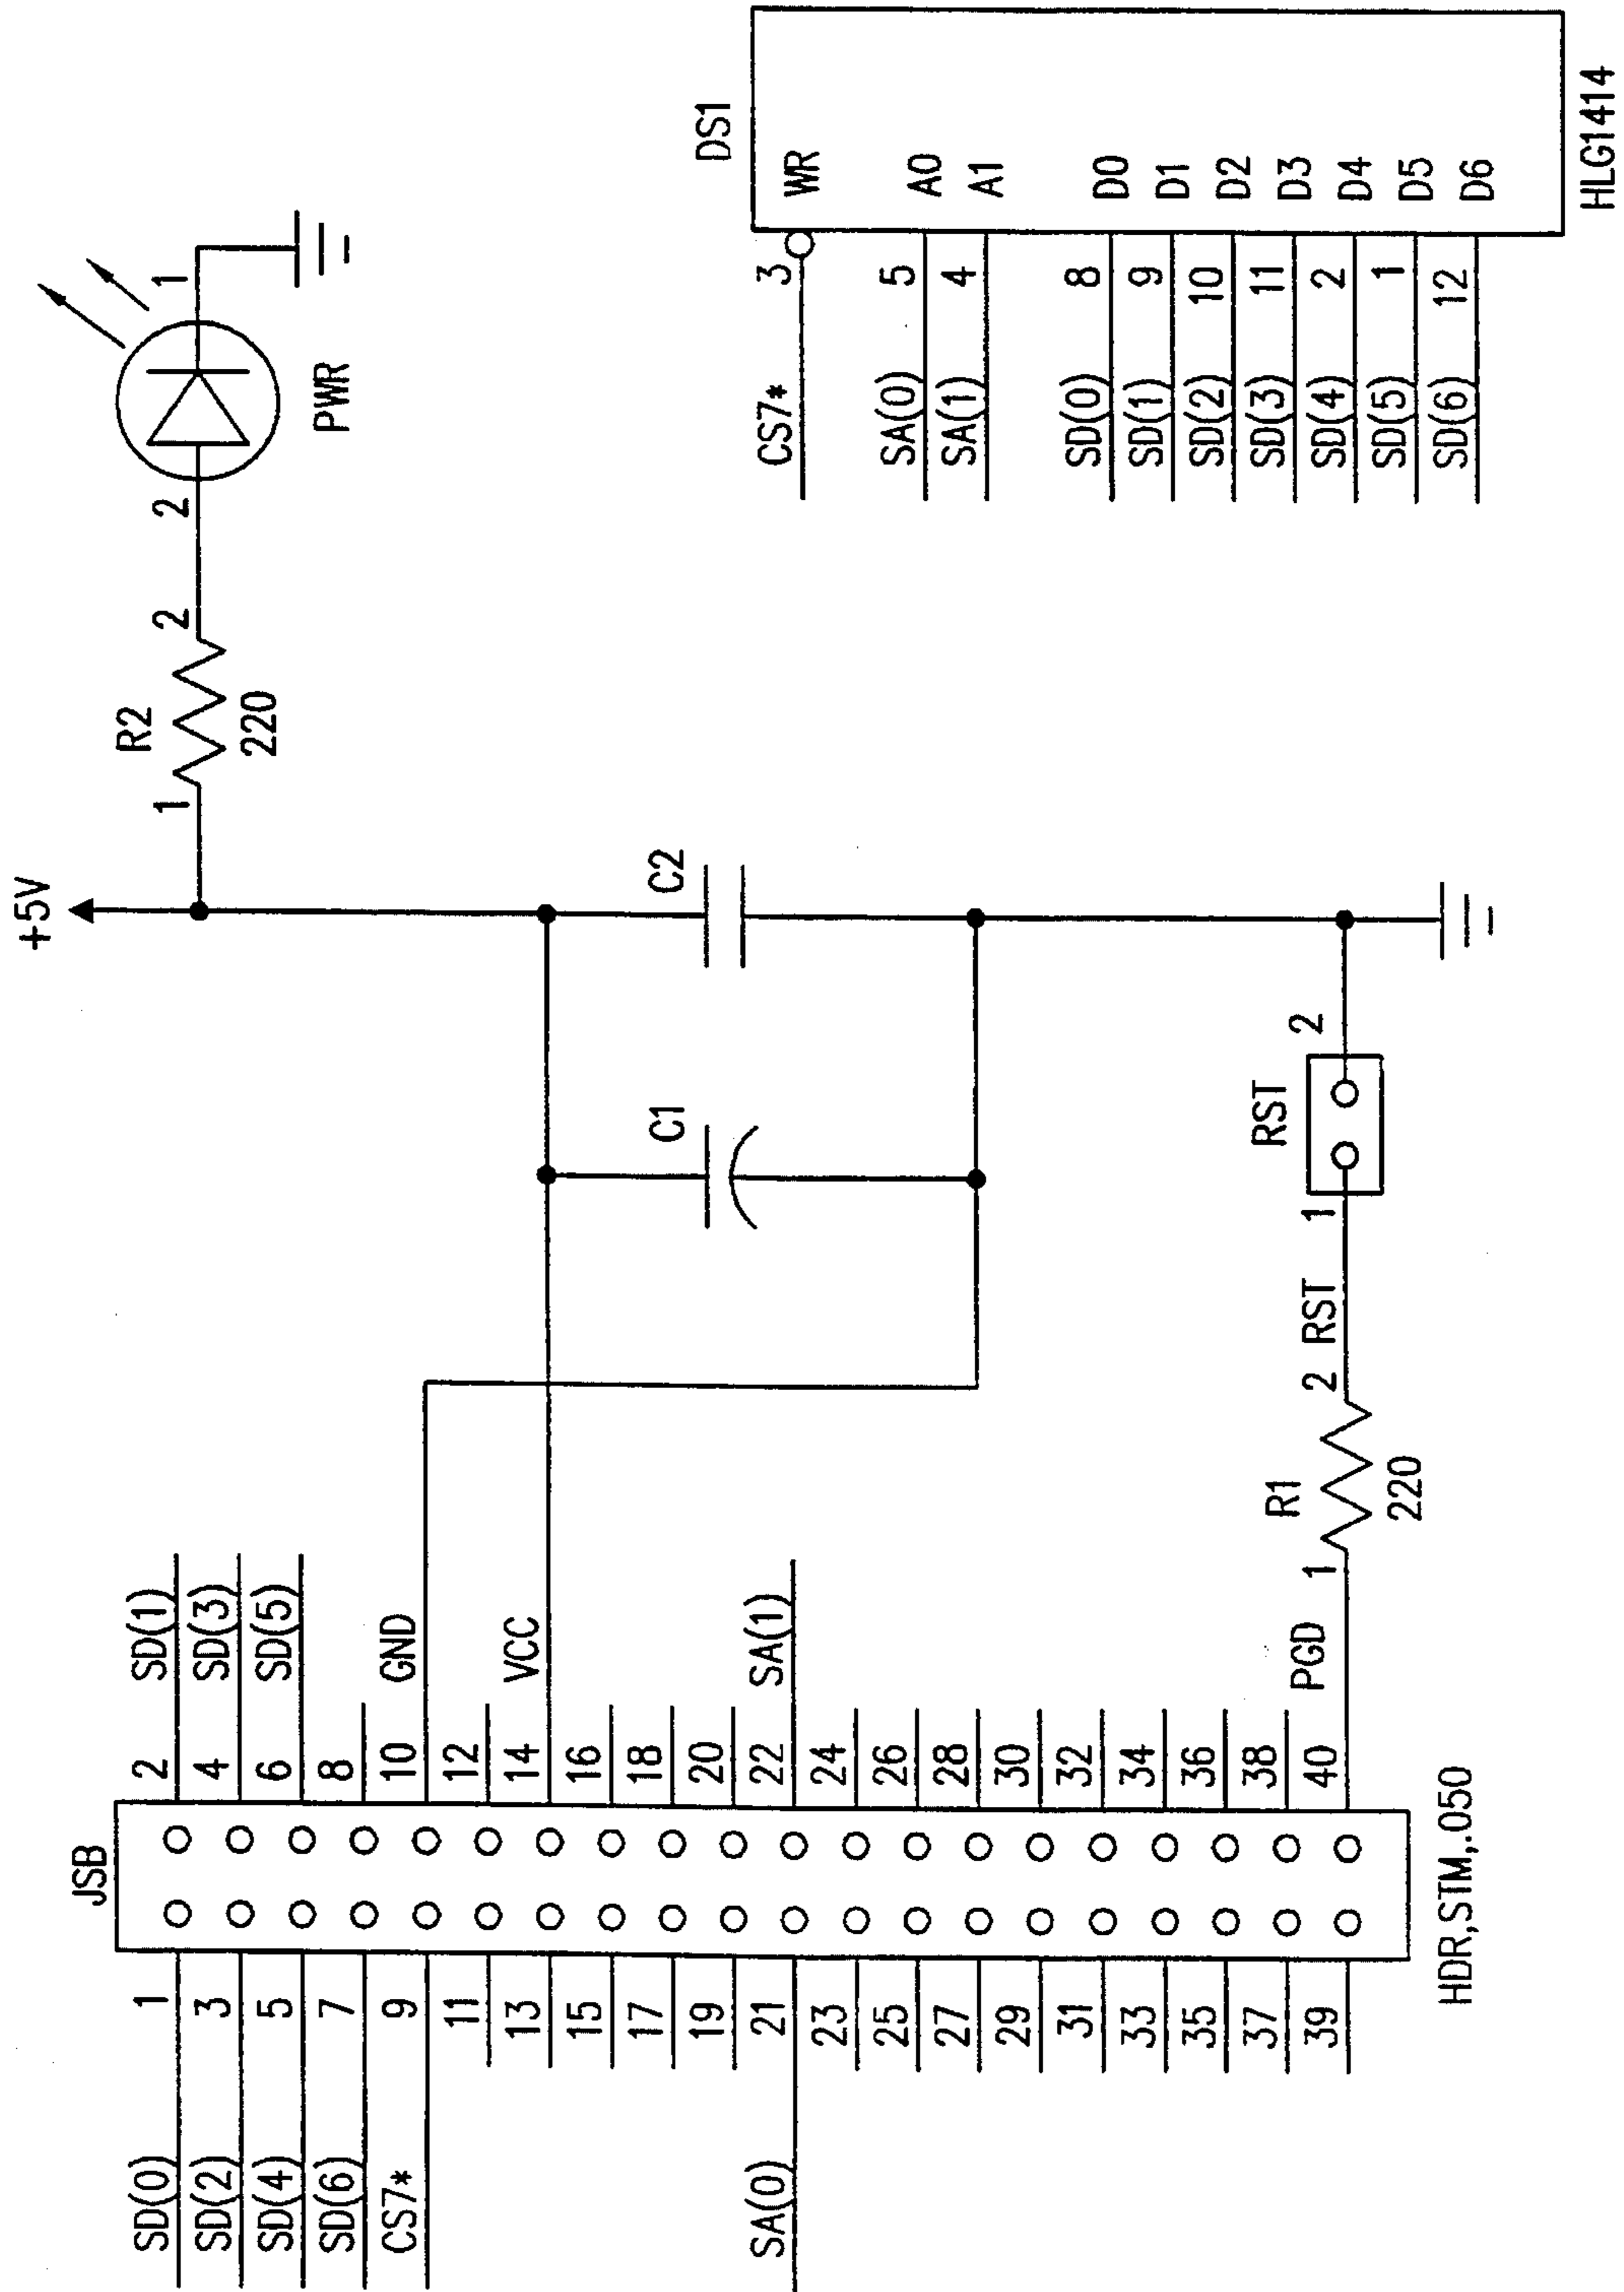 JSB
SD(0) 1
SD(2) 3
SD(4) 5
SD(6) 7
CS7* 9
11
13
15
17
19
SA(0) 21
23
25
27
29
31
33
35
37
39
2 SD(1)
4 SD(3)
6 SD(5)
8
10 GND
12
14 VCC
16
18
20
22 SA(1)
24
26
28
30
32
34
36
38
40 PGD
HDR,STM,.050
1 R1 2
220
RST
1 RST 2
C1
C2
+5V
1 R2 2
220
2 1
PWR
DS1
CS7* 3 WR
SA(0) 5 A0
SA(1) 4 A1
SD(0) 8 D0
SD(1) 9 D1
SD(2) 10 D2
SD(3) 11 D3
SD(4) 2 D4
SD(5) 1 D5
SD(6) 12 D6
HLG1414